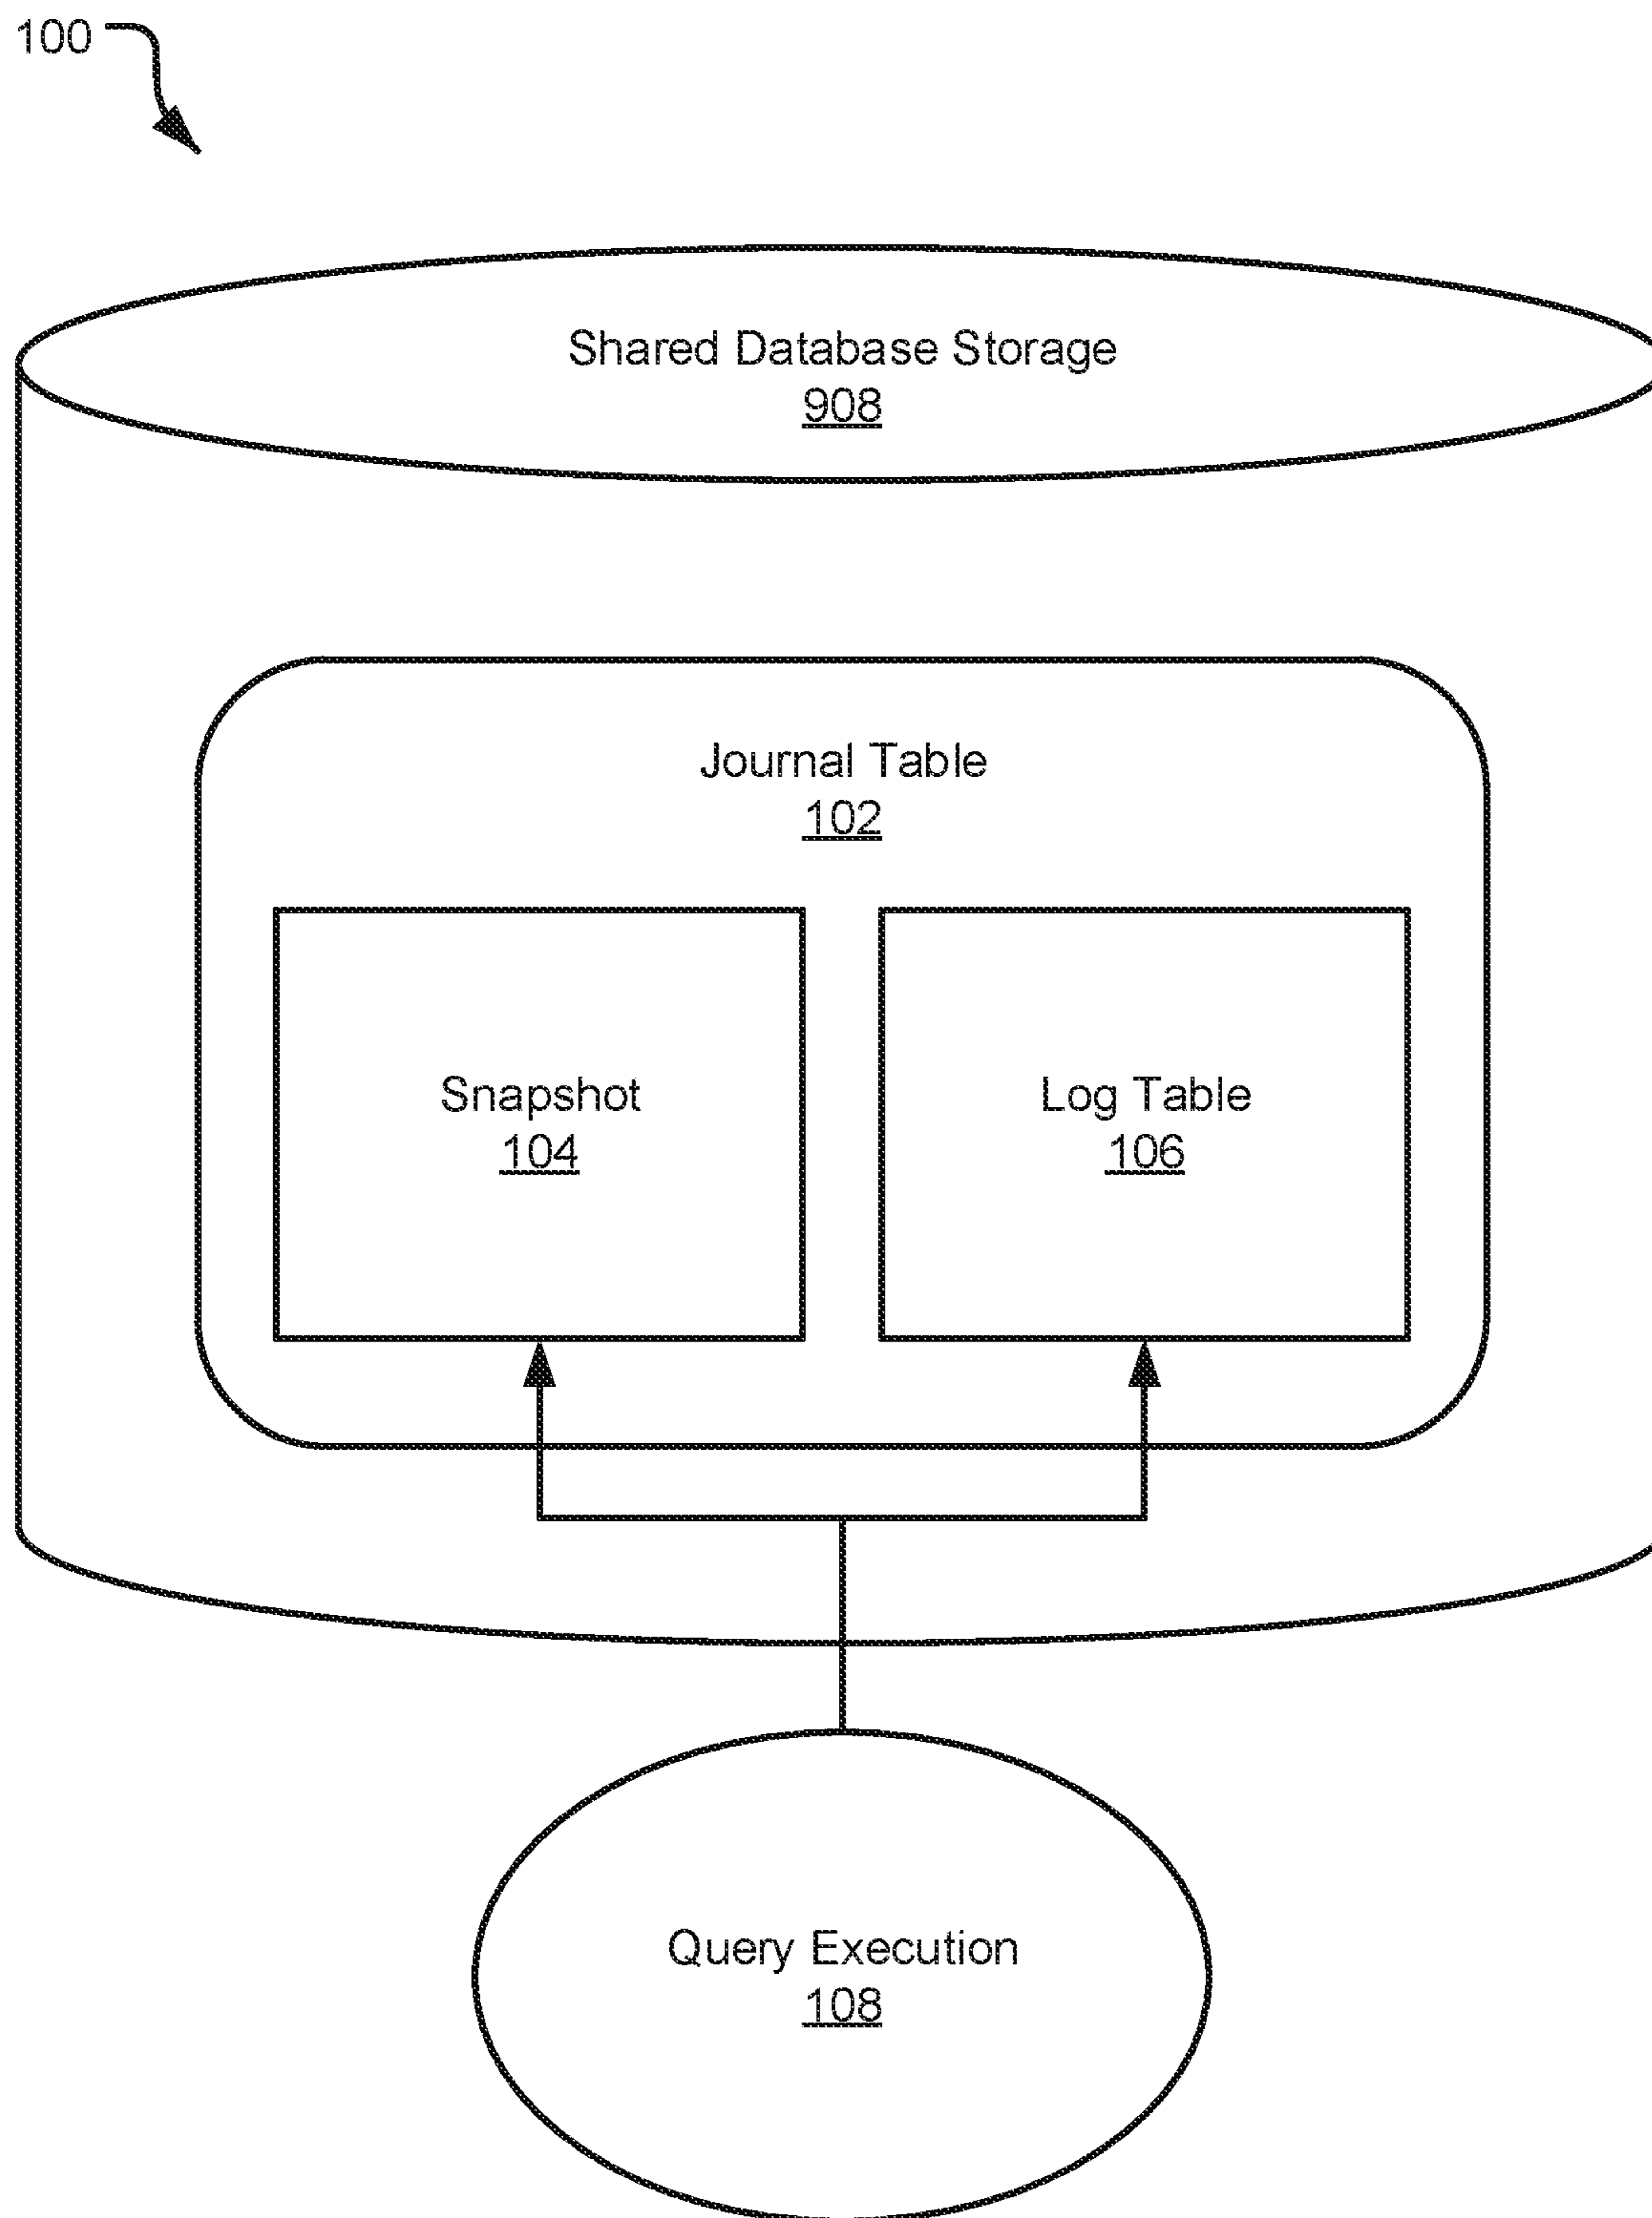 100
Shared Database Storage
908
Journal Table
102
Snapshot
104
Log Table
106
Query Execution
108